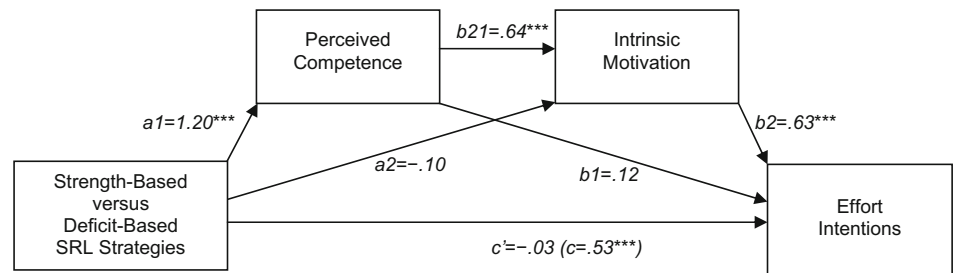 Perceived
Competence
b21=.64***
Intrinsic
Motivation
a1=1.20***
a2=−.10
b1=.12
b2=.63***
Strength-Based
versus
Deficit-Based
SRL Strategies
Effort
Intentions
c'=−.03 (c=.53***)